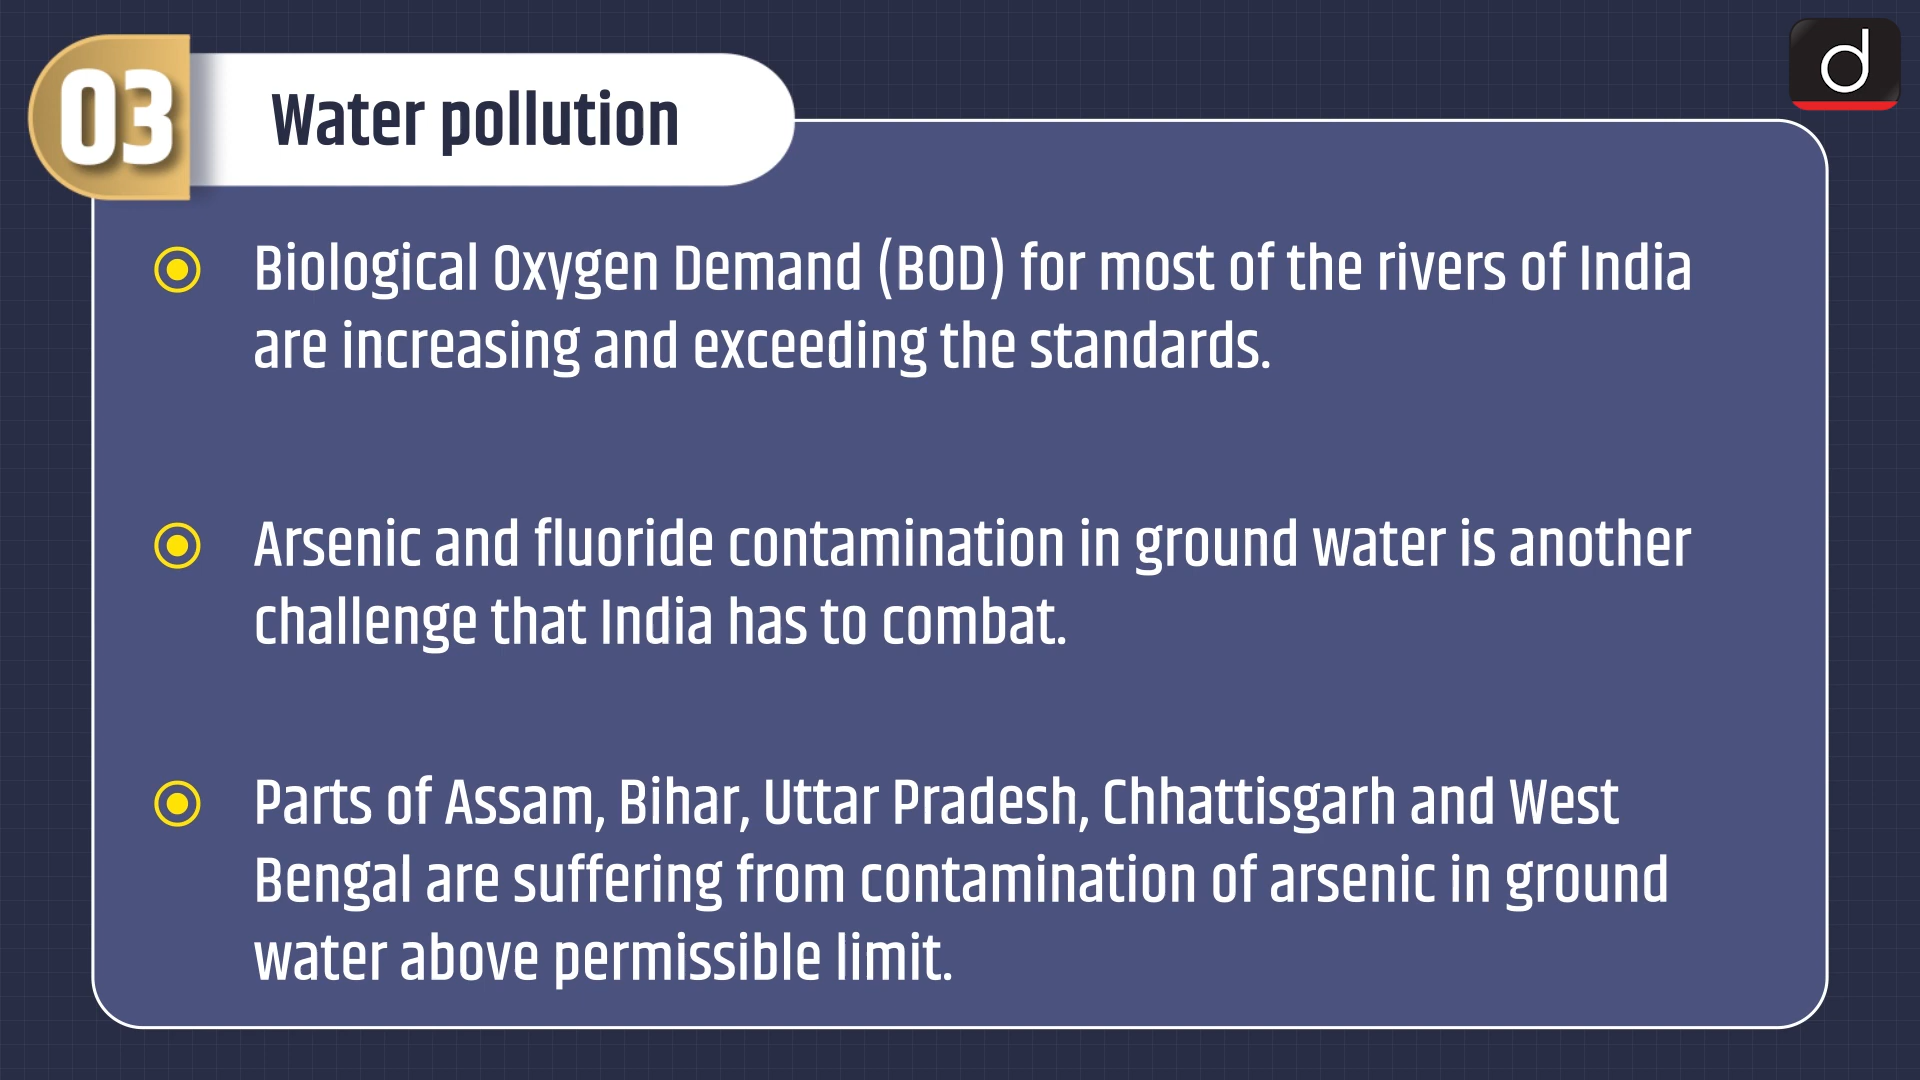 03
Water pollution
d
Biological Oxygen Demand (BOD) for most of the rivers of India
are increasing and exceeding the standards.
Arsenic and fluoride contamination in ground water is another
challenge that India has to combat.
Parts of Assam, Bihar, Uttar Pradesh, Chhattisgarh and West
Bengal are suffering from contamination of arsenic in ground
water above permissible limit.